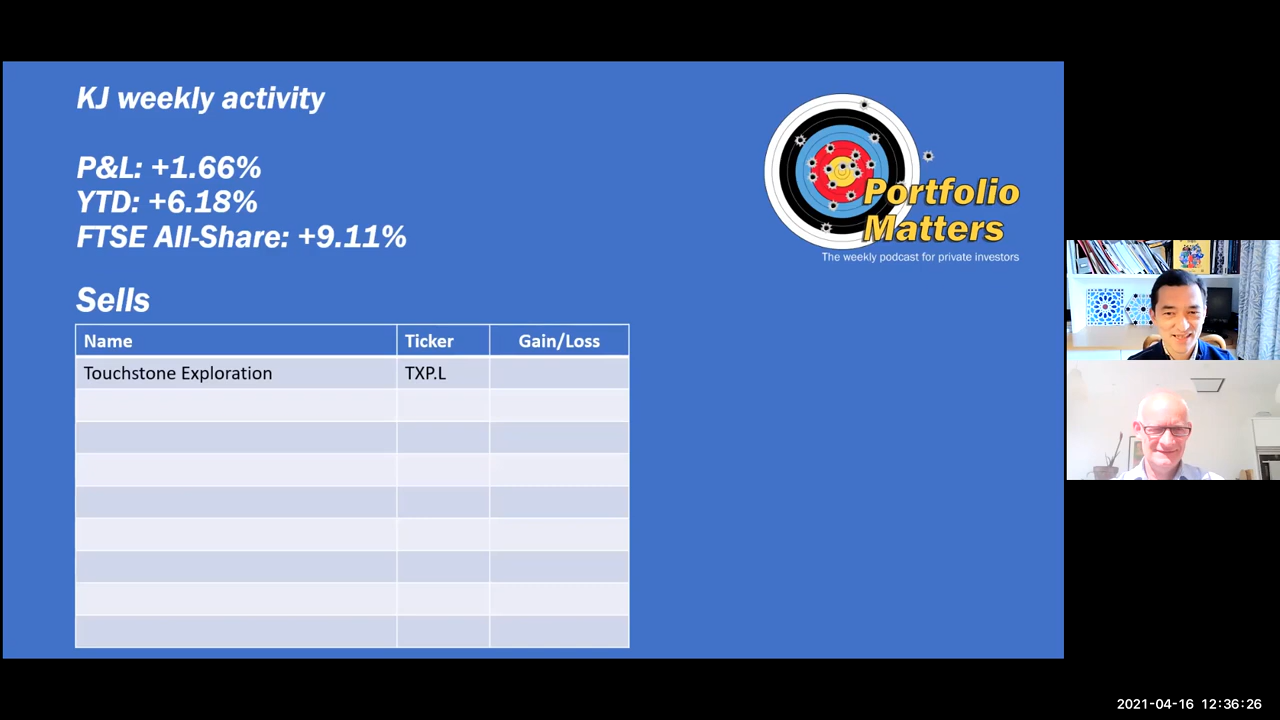 KJ weekly activity
P&L: +1.66%
YTD: +6.18%
FTSE All-Share: +9.11%
Portfolio
Matters
The weekly podcast for private investors
Sells
Name Ticker Gain/Loss
Touchstone Exploration TXP.L
2021-04-16 12:36:26